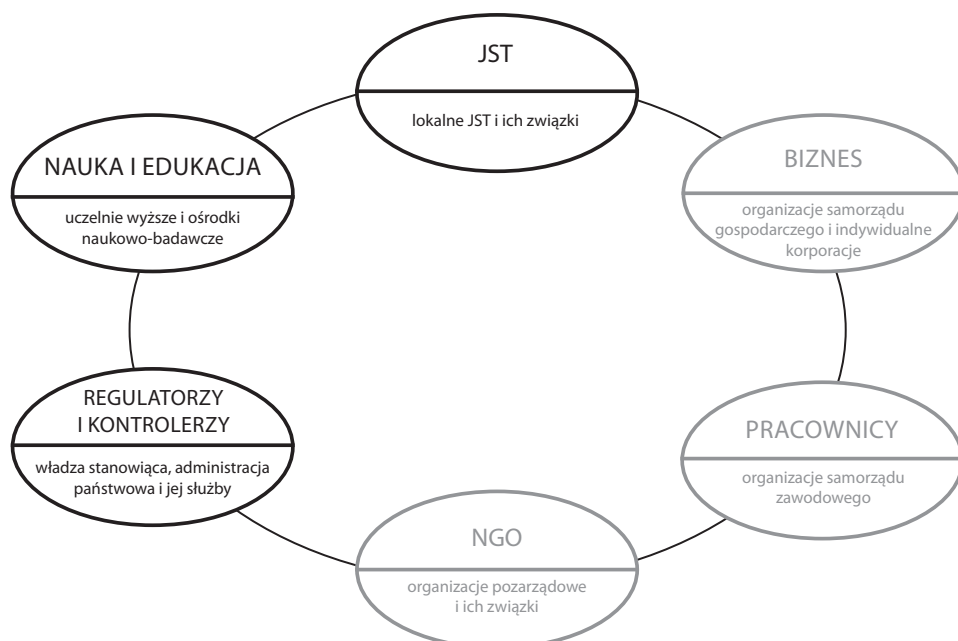 JST
lokalne JST i ich związki
NAUKA I EDUKACJA
uczelnie wyższe i ośrodki
naukowo-badawcze
BIZNES
organizacje samorządu
gospodarczego i indywidualne
korporacje
REGULATORZY
I KONTROLERZY
władza stanowiąca, administracja
państwowa i jej służby
PRACOWNICY
organizacje samorządu
zawodowego
NGO
organizacje pozarządowe
i ich związki